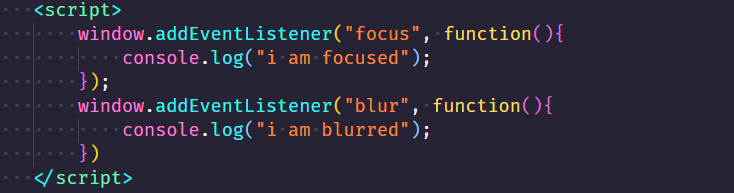 <script>
window.addEventListener("focus", function(){
console.log("i am focused");
});
window.addEventListener("blur", function(){
console.log("i am blurred");
})
</script>